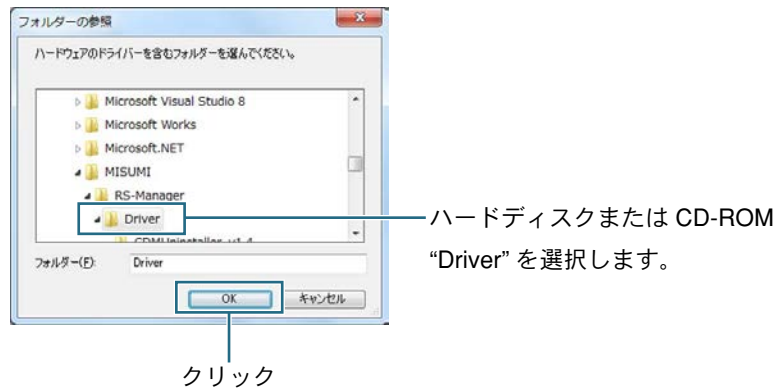 フォルダーの参照
ハードウェアのドライバーを含むフォルダーを選んでください。
Microsoft Visual Studio 8
Microsoft Works
Microsoft.NET
MISUMI
RS-Manager
Driver
CDMUninstaller_v1.4
フォルダー(F):
Driver
OK
キャンセル
ハードディスクまたは CD-ROM
“Driver” を選択します。
クリック